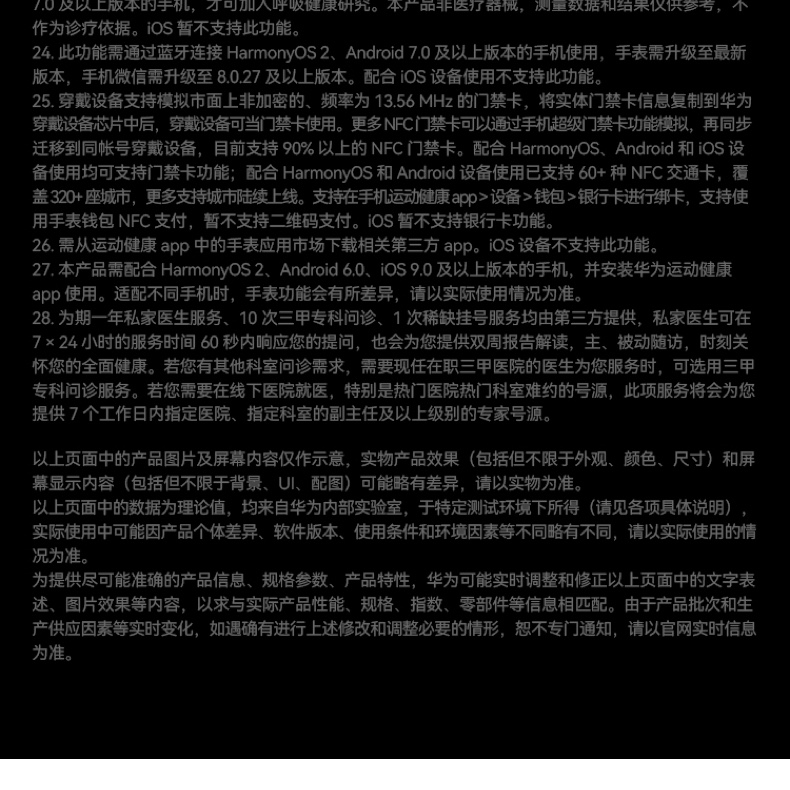 7.0 及以上版本的手机，才可加入呼吸健康研究。本产品非医疗器械，测量数据和结果仅供参考，不
作为诊疗依据。iOS 暂不支持此功能。
24. 此功能需通过蓝牙连接 HarmonyOS 2、Android 7.0 及以上版本的手机使用，手表需升级至最新
版本，手机微信需升级至 8.0.27 及以上版本。配合 iOS 设备使用不支持此功能。
25. 穿戴设备支持模拟市面上非加密的、频率为 13.56 MHz 的门禁卡，将实体门禁卡信息复制到华为
穿戴设备芯片中后，穿戴设备可当门禁卡使用。更多 NFC 门禁卡可以通过手机超级门禁卡功能模拟，再同步
迁移到同帐号穿戴设备，目前支持 90% 以上的 NFC 门禁卡。配合 HarmonyOS、Android 和 iOS 设
备使用均可支持门禁卡功能；配合 HarmonyOS 和 Android 设备使用已支持 60+ 种 NFC 交通卡，覆
盖 320+ 座城市，更多支持城市陆续上线。支持在手机运动健康 app > 设备 > 钱包 > 银行卡进行绑卡，支持使
用手表钱包 NFC 支付，暂不支持二维码支付。iOS 暂不支持银行卡功能。
26. 需从运动健康 app 中的手表应用市场下载相关第三方 app。iOS 设备不支持此功能。
27. 本产品需配合 HarmonyOS 2、Android 6.0、iOS 9.0 及以上版本的手机，并安装华为运动健康
app 使用。适配不同手机时，手表功能会有所差异，请以实际使用情况为准。
28. 为期一年私家医生服务、10 次三甲专科问诊、1 次稀缺挂号服务均由第三方提供，私家医生可在
7 × 24 小时的服务时间 60 秒内响应您的提问，也会为您提供双周报告解读，主、被动随访，时刻关
怀您的全面健康。若您有其他科室问诊需求，需要现任在职三甲医院的医生为您服务时，可选用三甲
专科问诊服务。若您需要在线下医院就医，特别是热门医院热门科室难约的号源，此项服务将会为您
提供 7 个工作日内指定医院、指定科室的副主任及以上级别的专家号源。
以上页面中的产品图片及屏幕内容仅作示意，实物产品效果（包括但不限于外观、颜色、尺寸）和屏
幕显示内容（包括但不限于背景、UI、配图）可能略有差异，请以实物为准。
以上页面中的数据为理论值，均来自华为内部实验室，于特定测试环境下所得（请见各项具体说明），
实际使用中可能因产品个体差异、软件版本、使用条件和环境因素等不同略有不同，请以实际使用的情
况为准。
为提供尽可能准确的产品信息、规格参数、产品特性，华为可能实时调整和修正以上页面中的文字表
述、图片效果等内容，以求与实际产品性能、规格、指数、零部件等信息相匹配。由于产品批次和生
产供应因素等实时变化，如遇确有进行上述修改和调整必要的情形，恕不专门通知，请以官网实时信息
为准。